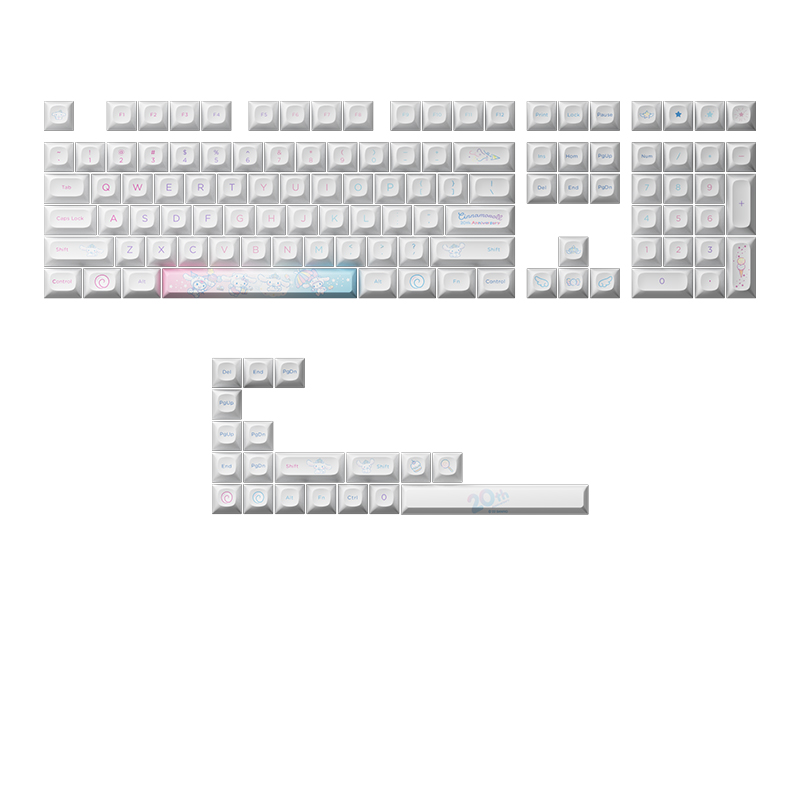 F1 F2 F3 F4 F5 F6 F7 F8 F9 F10 F11 F12 Print Lock Pause
! @ # $ % ^ & * ( ) Ins Hom PgUp Num / * -
1 2 3 4 5 6 7 8 9 0
Tab Q W E R T Y U I O P Del End PgDn 7 8 9
Caps Lock A S D F G H J K L Cinnamoroll 4 5 6 +
Shift Z X C V B N M Shift 1 2 3
Control Alt Alt Fn Control 0 .
Del End PgDn
PgUp
PgUp PgDn
End PgDn Shift Shift
Alt Fn Ctrl 0 20th